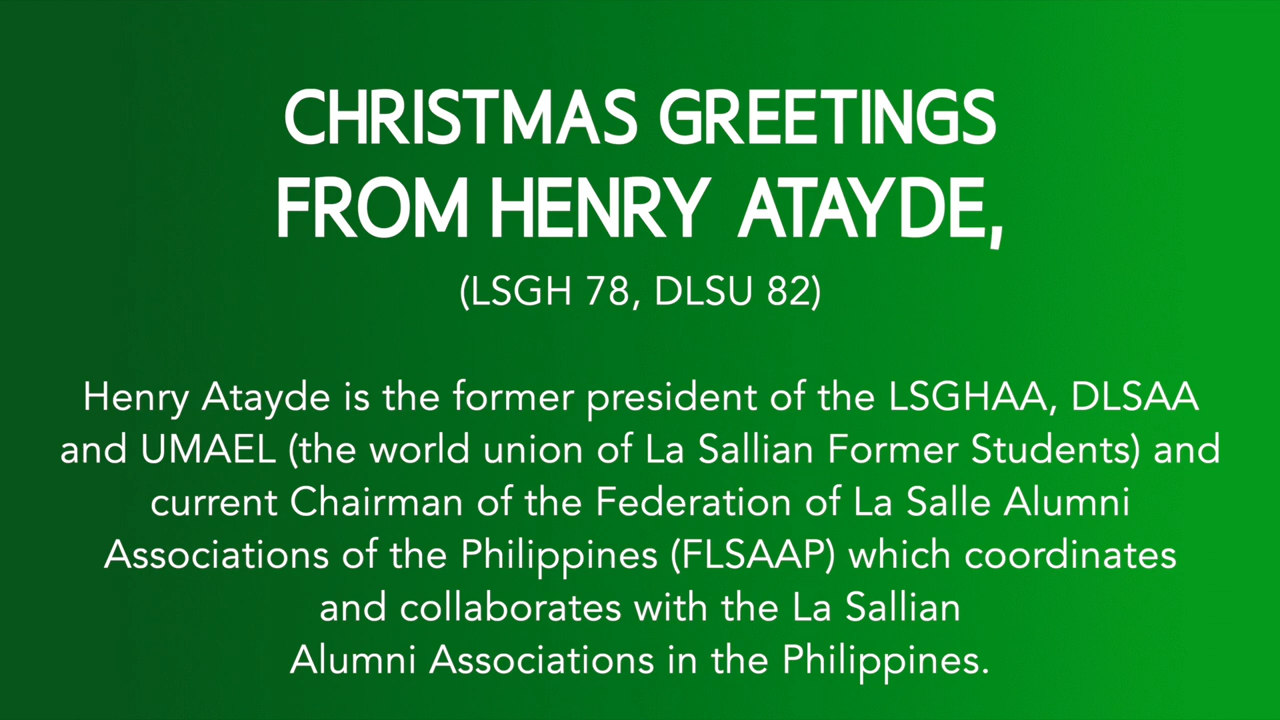 CHRISTMAS GREETINGS
FROM HENRY ATAYDE,
(LSGH 78, DLSU 82)
Henry Atayde is the former president of the LSGHAA, DLSAA
and UMAEL (the world union of La Sallian Former Students) and
current Chairman of the Federation of La Salle Alumni
Associations of the Philippines (FLSAAP) which coordinates
and collaborates with the La Sallian
Alumni Associations in the Philippines.